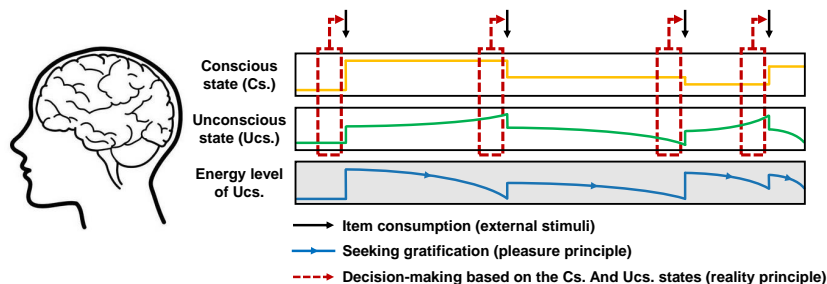 Conscious
state (Cs.)
Unconscious
state (Ucs.)
Energy level
of Ucs.
Item consumption (external stimuli)
Seeking gratification (pleasure principle)
Decision-making based on the Cs. And Ucs. states (reality principle)